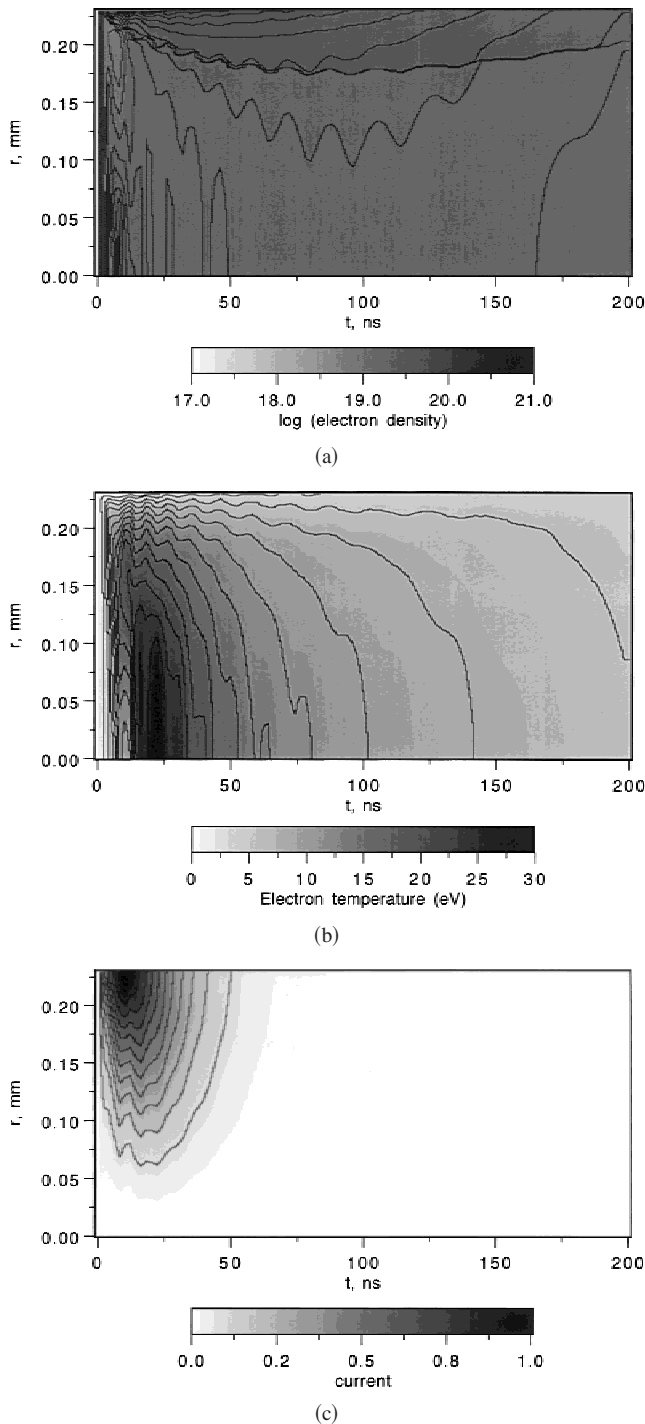 0.20
0.15
0.10
0.05
0.00
r, mm
0 50 100 150 200
t, ns
17.0 18.0 19.0 20.0 21.0
log (electron density)
(a)
0.20
0.15
0.10
0.05
0.00
r, mm
0 50 100 150 200
t, ns
0 5 10 15 20 25 30
Electron temperature (eV)
(b)
0.20
0.15
0.10
0.05
0.00
r, mm
0 50 100 150 200
t, ns
0.0 0.2 0.5 0.8 1.0
current
(c)